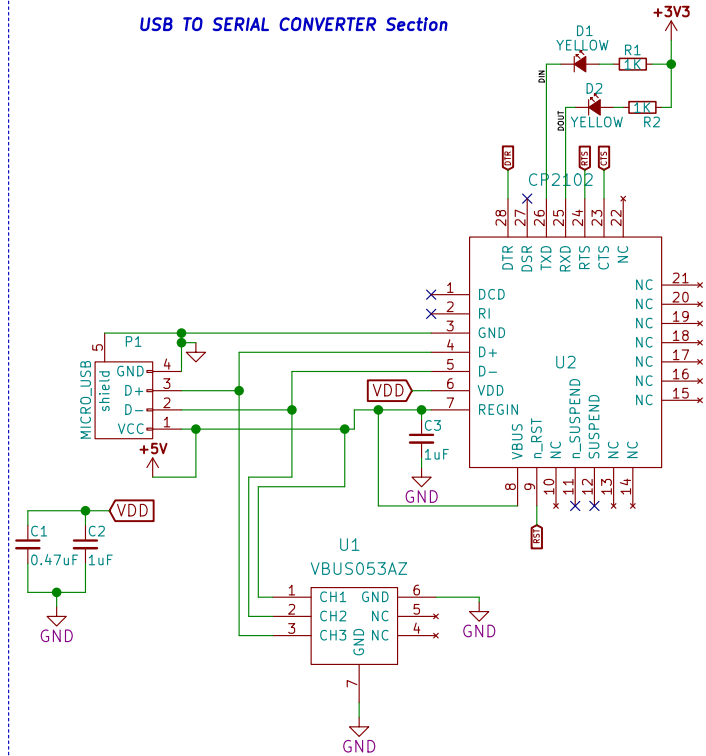 USB TO SERIAL CONVERTER Section
+3V3
D1
YELLOW
R1
1K
DIN
D2
YELLOW
1K
R2
DOUT
DTR
RTS
CTS
CP2102
28
27
26
25
24
23
22
DTR
DSR
TXD
RXD
RTS
CTS
NC
1 DCD
2 RI
3 GND
4 D+
5 D-
6 VDD
7 REGIN
VDD
U2
NC 21
NC 20
NC 19
NC 18
NC 17
NC 16
NC 15
VBUS
n_RST
NC
n_SUSPEND
SUSPEND
NC
NC
8
9
10
11
12
13
14
RST
P1
5
MICRO_USB
shield
GND 4
D+ 3
D- 2
VCC 1
+5V
C3
1uF
GND
VDD
C1
0.47uF
C2
1uF
GND
U1
VBUS053AZ
1 CH1 GND 6
2 CH2 NC 5
3 CH3 NC 4
GND
7
GND
GND